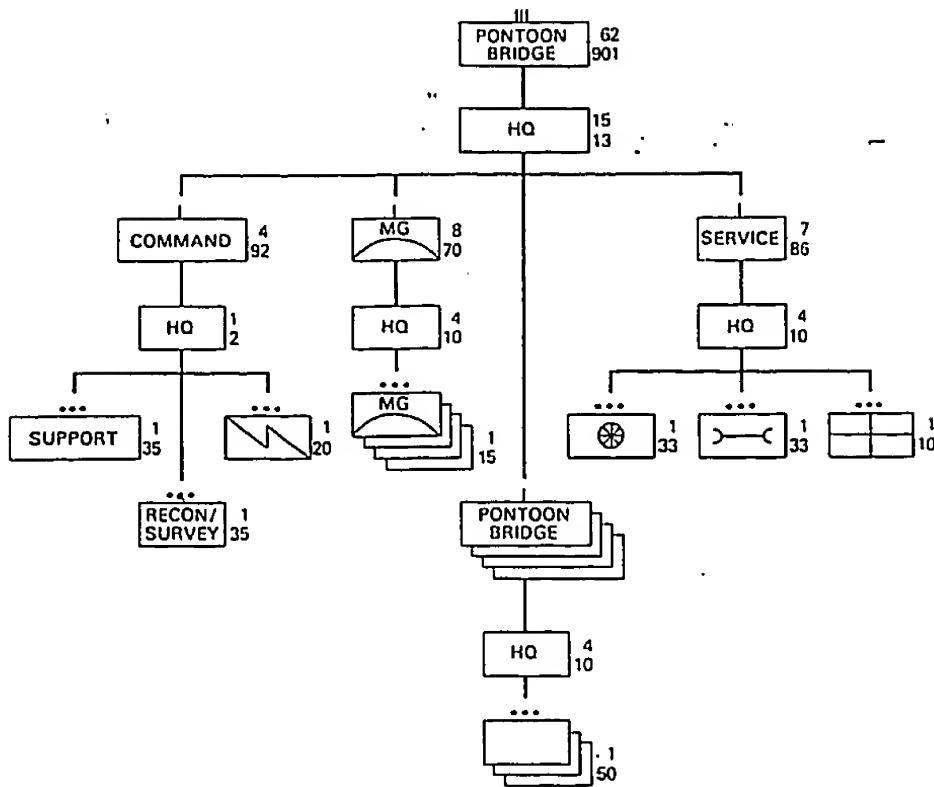 PONTOON 62
BRIDGE 901
HQ 15
13
COMMAND 4
92
MG 8
70
SERVICE 7
86
HQ 1
2
HQ 4
10
HQ 4
10
SUPPORT 1
35
1
20
MG
1
15
1
33
1
33
1
10
RECON/ 1
SURVEY 35
PONTOON
BRIDGE
HQ 4
10
1
50